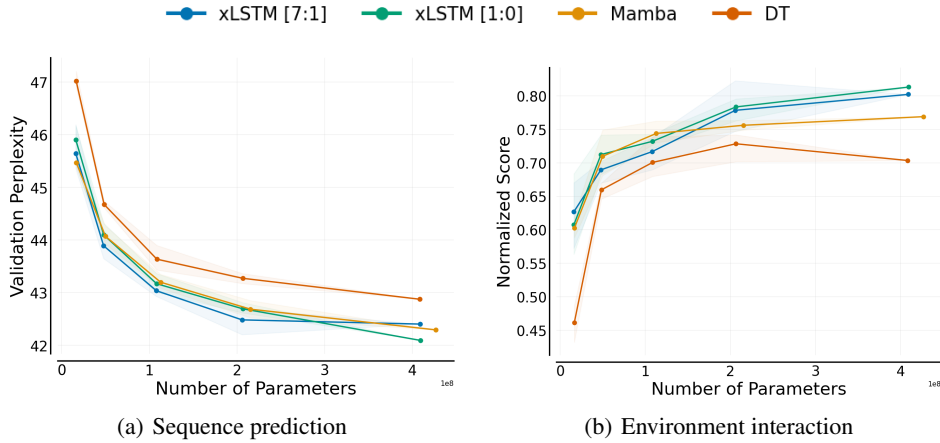 xLSTM [7:1] xLSTM [1:0] Mamba DT
47
46
45
44
43
42
0 1 2 3 4
1e8
Validation Perplexity
Number of Parameters
(a) Sequence prediction
0.80
0.75
0.70
0.65
0.60
0.55
0.50
0.45
0 1 2 3 4
1e8
Normalized Score
Number of Parameters
(b) Environment interaction